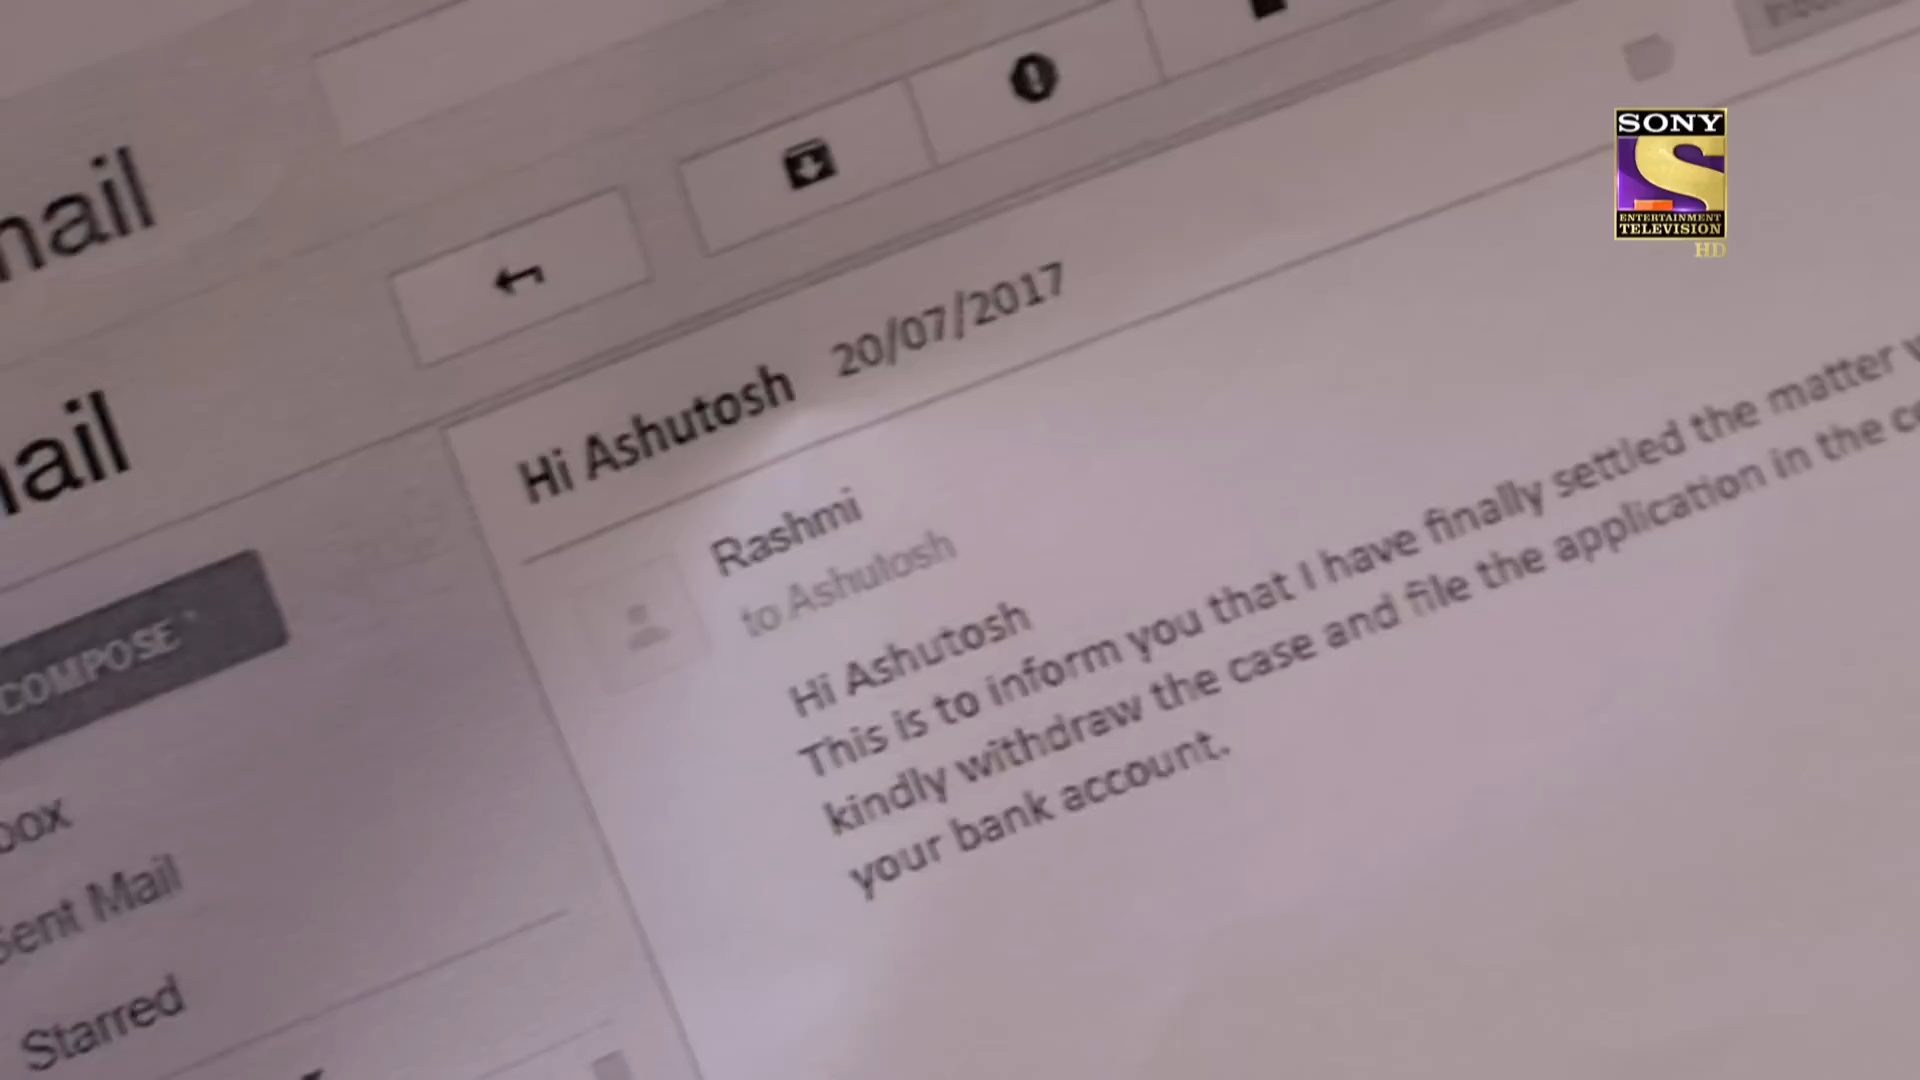 SONY
ENTERTAINMENT
TELEVISION
HD
Hi Ashutosh 20/07/2017
Rashmi
to Ashutosh
Hi Ashutosh
This is to inform you that I have finally settled the matter
kindly withdraw the case and file the application in the
your bank account.
COMPOSE
Sent Mail
Starred